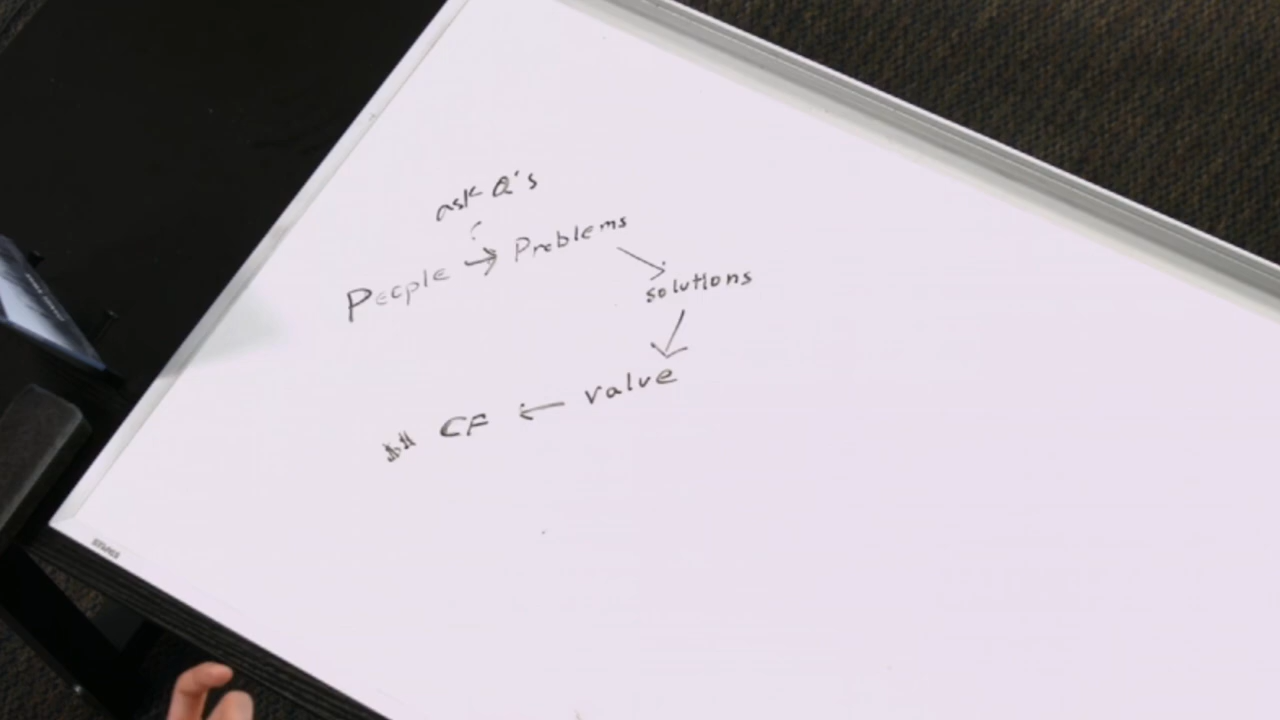 ask Q's
?
People → Problems
solutions
value
$$ CF ←